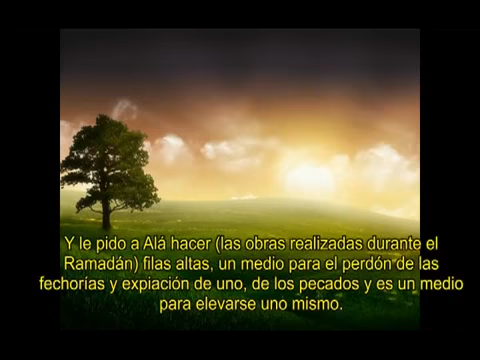 Y le pido a Alá hacer (las obras realizadas durante el
Ramadán) filas altas, un medio para el perdón de las
fechorías y expiación de uno, de los pecados y es un medio
para elevarse uno mismo.